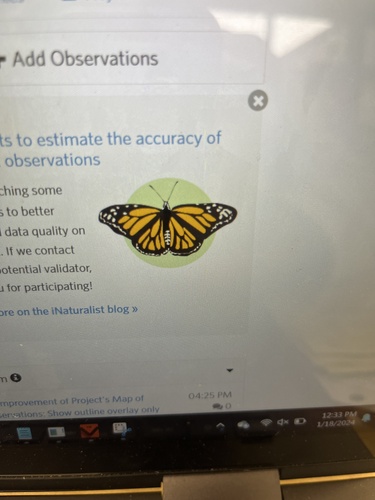 Add Observations
ts to estimate the accuracy of
observations
ching some
s to better
data quality on
. If we contact
potential validator,
u for participating!
ore on the iNaturalist blog »
m
mprovement of Project's Map of
04:25 PM
servations: Show outline overlay only
0
12:33 PM
1/18/2024